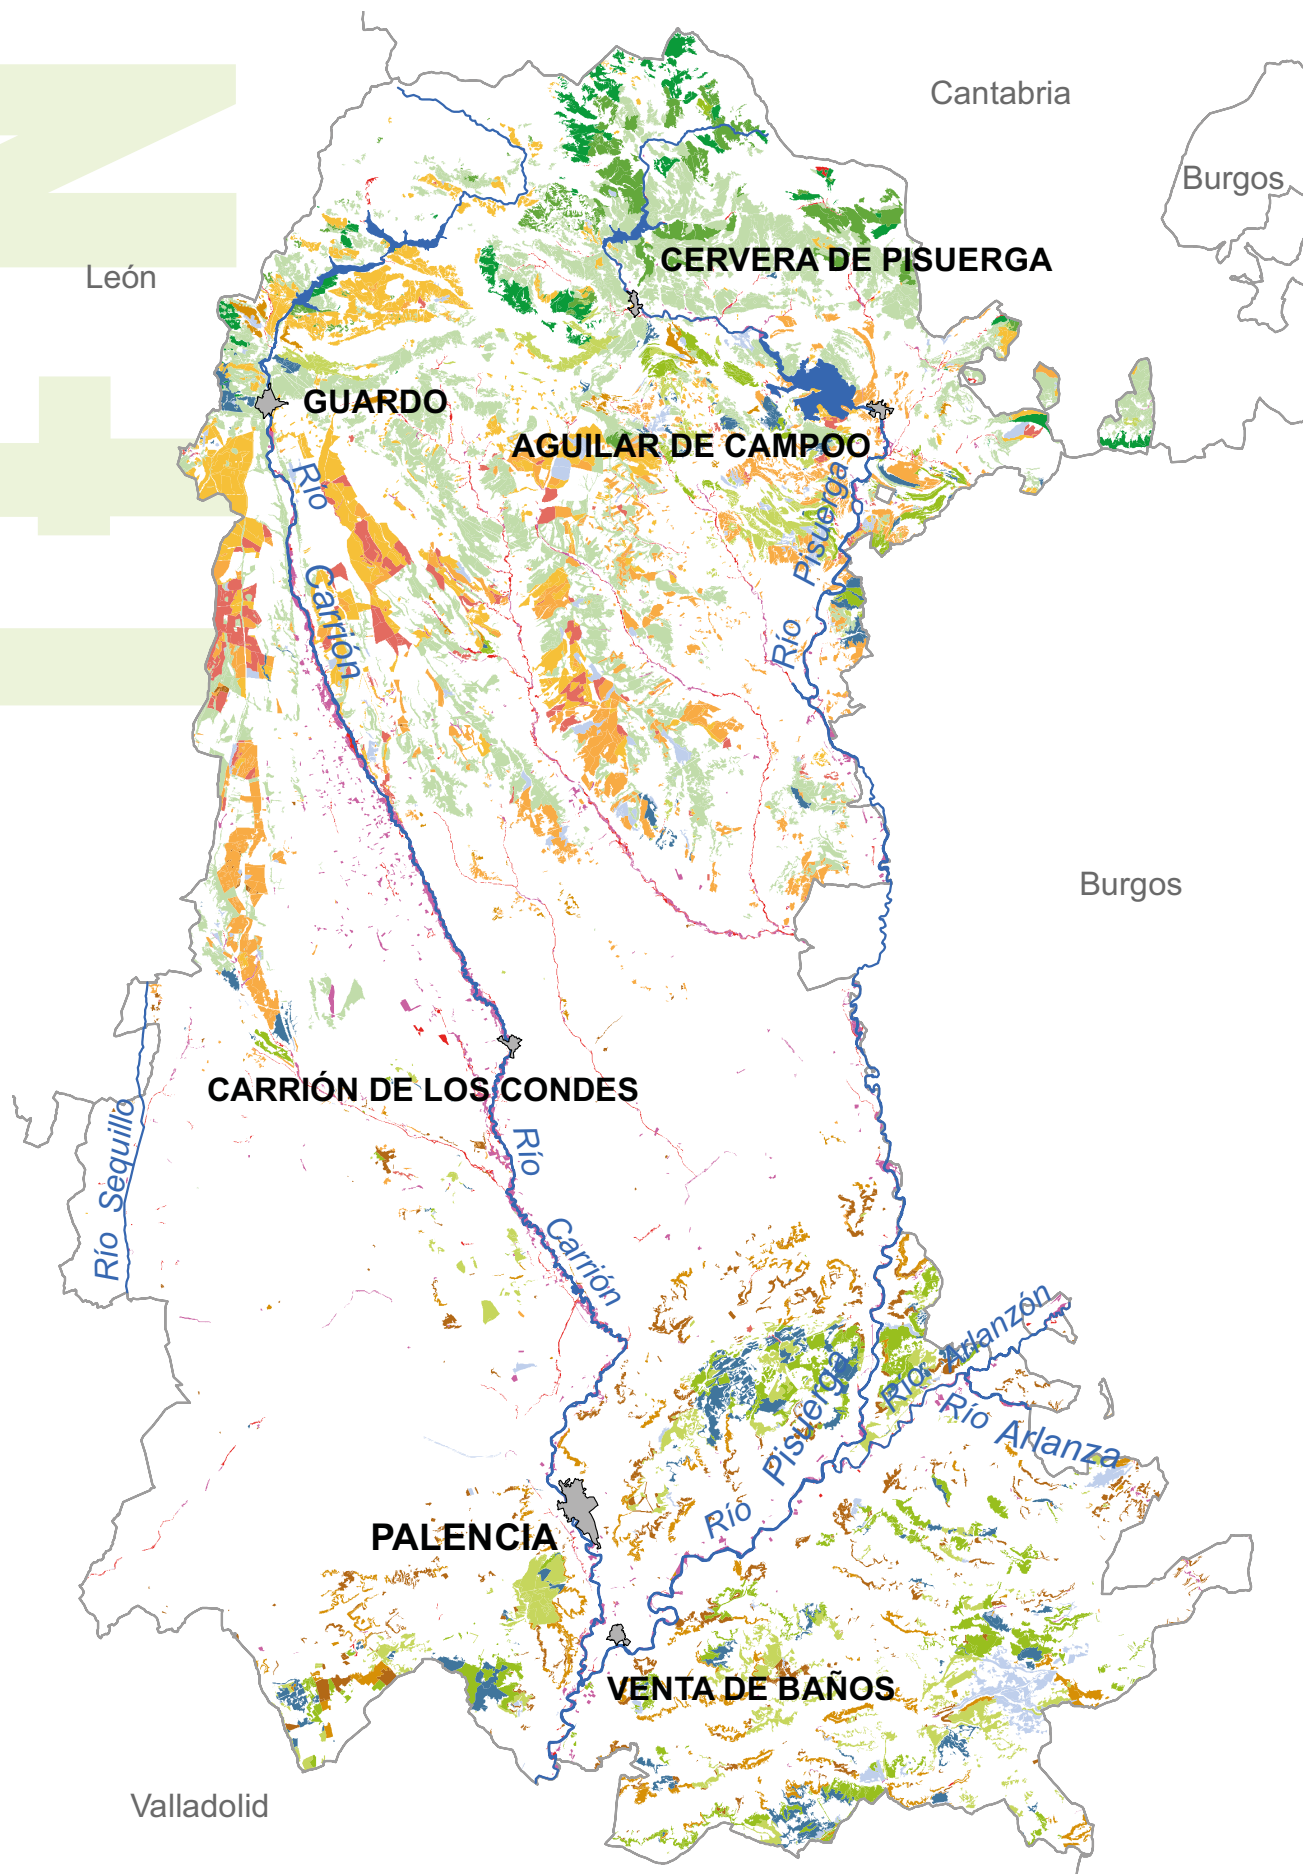 Cantabria
Burgos
León
CERVERA DE PISUERGA
GUARDO
AGUILAR DE CAMPOO
Río
Carrión
Río
Pisuerga
Burgos
CARRIÓN DE LOS CONDES
Río Sequillo
Río
Carrión
Río Arlanzón
Río Arlanza
Río
Pisuerga
PALENCIA
VENTA DE BAÑOS
Valladolid